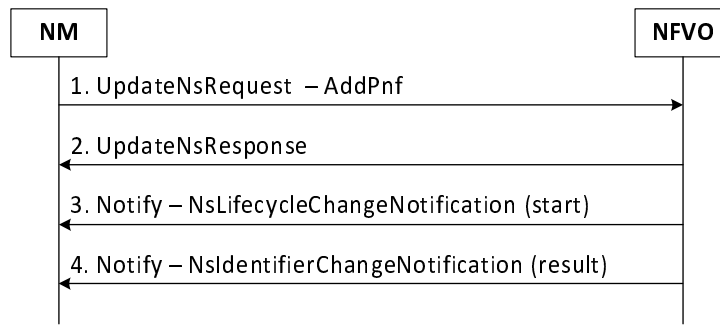 NM NFVO
1. UpdateNsRequest – AddPnf
2. UpdateNsResponse
3. Notify – NsLifecycleChangeNotification (start)
4. Notify – NsIdentifierChangeNotification (result)